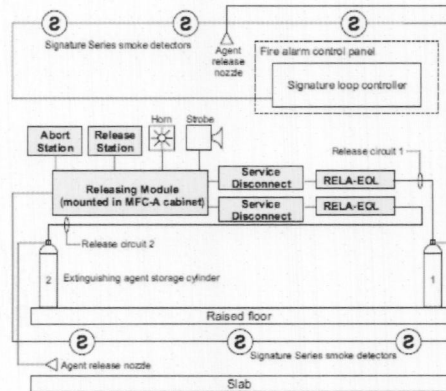 S S S
Signature Series smoke detectors
Agent
release
nozzle
Fire alarm control panel
Signature loop controller
Abort
Station
Release
Station
Horn
Strobe
Release circuit 1
Releasing Module
(mounted in MFC-A cabinet)
Service
Disconnect
RELA-EOL
Service
Disconnect
RELA-EOL
Release circuit 2
2
Extinguishing agent storage cylinder
1
Raised floor
S S S
Signature Series smoke detectors
Agent release nozzle
Slab